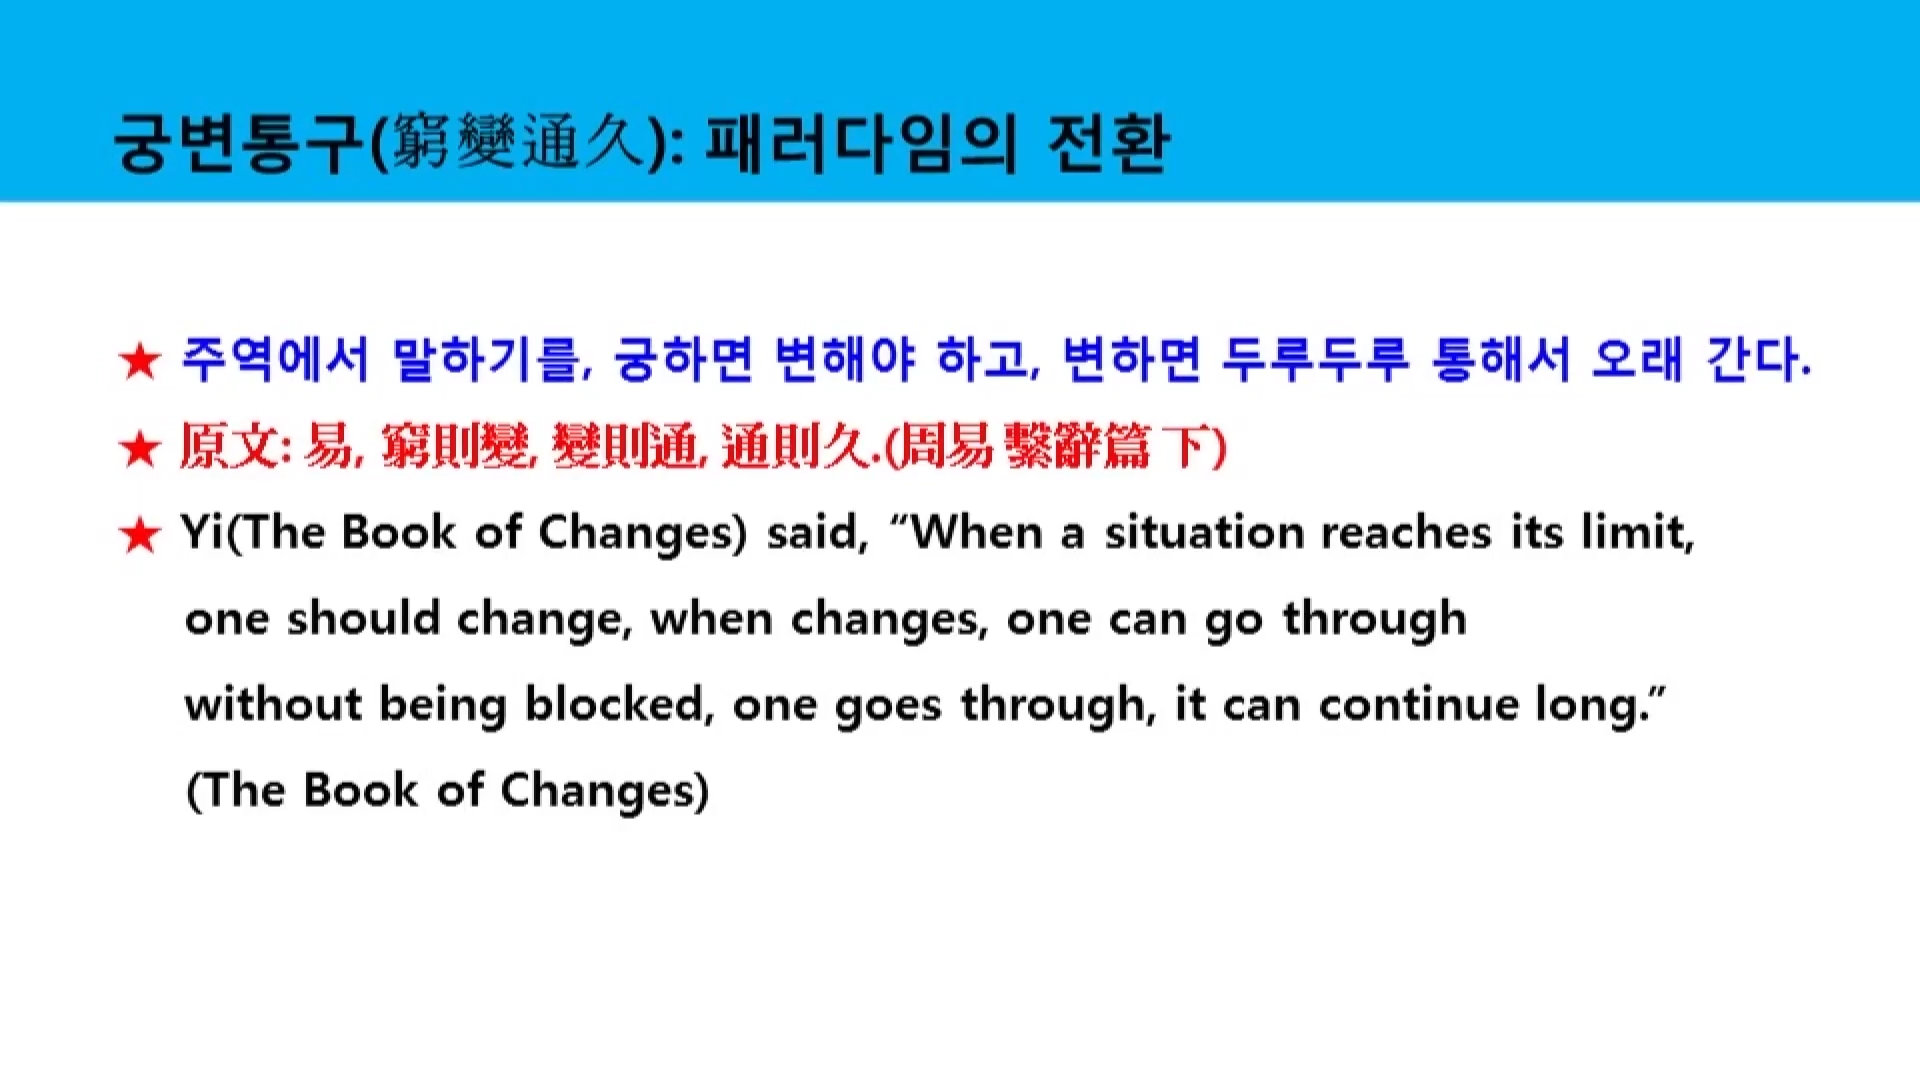 궁변통구(窮變通久): 패러다임의 전환
★ 주역에서 말하기를, 궁하면 변해야 하고, 변하면 두루두루 통해서 오래 간다.
★ 原文: 易, 窮則變, 變則通, 通則久.(周易 繫辭篇 下)
★ Yi(The Book of Changes) said, “When a situation reaches its limit,
one should change, when changes, one can go through
without being blocked, one goes through, it can continue long.”
(The Book of Changes)